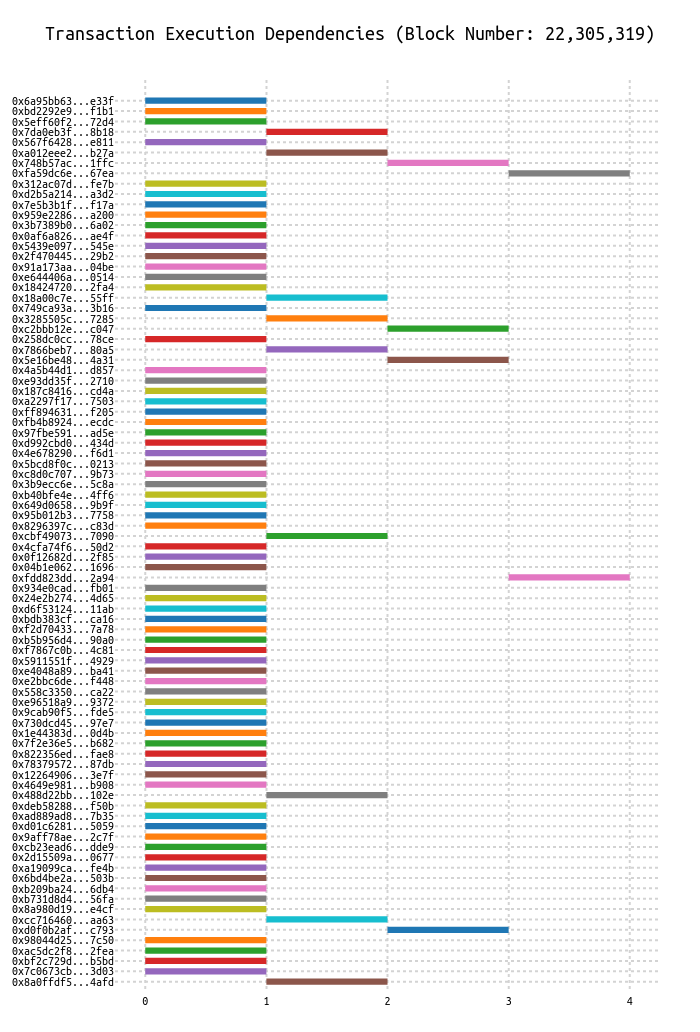 Transaction Execution Dependencies (Block Number: 22,305,319)
0x6a95bb63...e33f
0xbd2292e9...f1b1
0x5eff60f2...72d4
0x7da0eb3f...8b18
0x567f6428...e811
0xa012eee2...b27a
0x748b57ac...1ffc
0xfa59dc6e...67ea
0x312ac07d...fe7b
0xd2b5a214...a3d2
0x7e5b3b1f...f17a
0x959e2286...a200
0x3b7389b0...6a02
0x0af6a826...ae4f
0x5439e097...545e
0x2f470445...29b2
0x91a173aa...04be
0xe644406a...0514
0x18424720...2fa4
0x18a00c7e...55ff
0x749ca93a...3b16
0x3285505c...7285
0xc2bbb12e...c047
0x258dc0cc...78ce
0x7866beb7...80a5
0x5e16be48...4a31
0x4a5b44d1...d857
0xe93dd35f...2710
0x187c8416...cd4a
0xa2297f17...7503
0xff894631...f205
0xfb4b8924...ecdc
0x97fbe591...ad5e
0xd992cbd0...434d
0x4e678290...f6d1
0x5bcd8f0c...0213
0xc8d0c707...9b73
0x3b9ecc6e...5c8a
0xb40bfe4e...4ff6
0x649d0658...9b9f
0x95b012b3...7758
0x8296397c...c83d
0xcbf49073...7090
0x4cfa74f6...50d2
0x0f12682d...2f85
0x04b1e062...1696
0xfdd823dd...2a94
0x934e0cad...fb01
0x24e2b274...4d65
0xd6f53124...11ab
0xbdb383cf...ca16
0xf2d70433...7a78
0xb5b956d4...90a0
0xf7867c0b...4c81
0x5911551f...4929
0xe4048a89...ba41
0xe2bbc6de...f448
0x558c3350...ca22
0xe96518a9...9372
0x9cab90f5...fde5
0x730dcd45...97e7
0x1e44383d...0d4b
0x7f2e36e5...b682
0x822356ed...fae8
0x78379572...87db
0x12264906...3e7f
0x4649e981...b908
0x488d22bb...102e
0xdeb58288...f50b
0xad889ad8...7b35
0xd01c6281...5059
0x9aff78ae...2c7f
0xcb23ead6...dde9
0x2d15509a...0677
0xa19099ca...fe4b
0x6bd4be2a...503b
0xb209ba24...6db4
0xb731d8d4...56fa
0x8a980d19...e4cf
0xcc716460...aa63
0xd0f0b2af...c793
0x98044d25...7c50
0xac5dc2f8...2fea
0xbf2c729d...b5bd
0x7c0673cb...3d03
0x8a0ffdf5...4afd
0 1 2 3 4